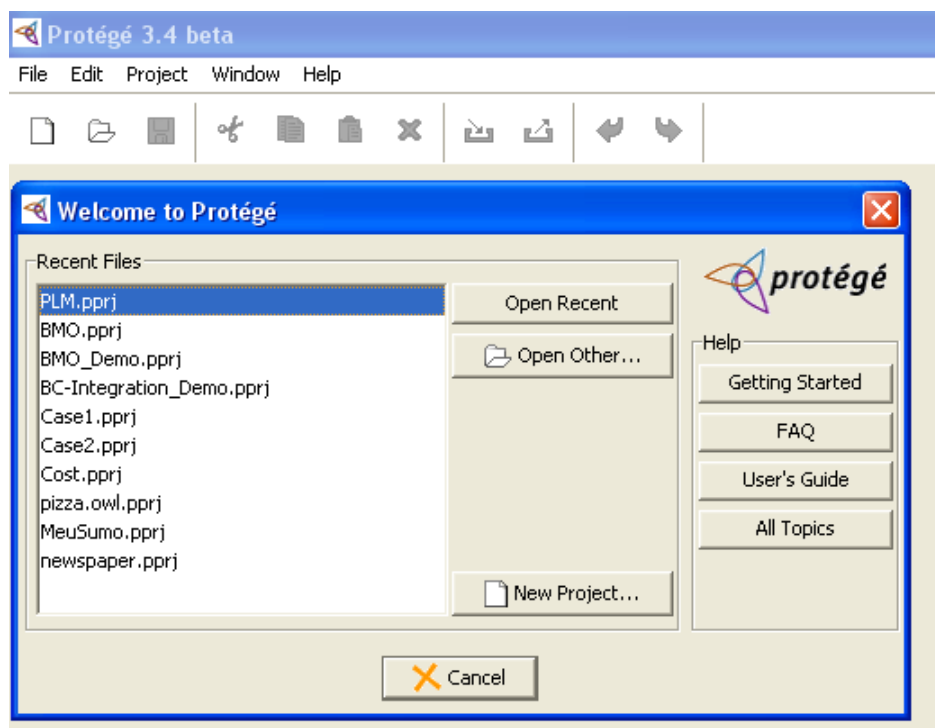 Protégé 3.4 beta
File Edit Project Window Help
Welcome to Protégé
Recent Files
PLM.pprj
BMO.pprj
BMO_Demo.pprj
BC-Integration_Demo.pprj
Case1.pprj
Case2.pprj
Cost.pprj
pizza.owl.pprj
MeuSumo.pprj
newspaper.pprj
Open Recent
Open Other...
New Project...
protégé
Help
Getting Started
FAQ
User's Guide
All Topics
Cancel